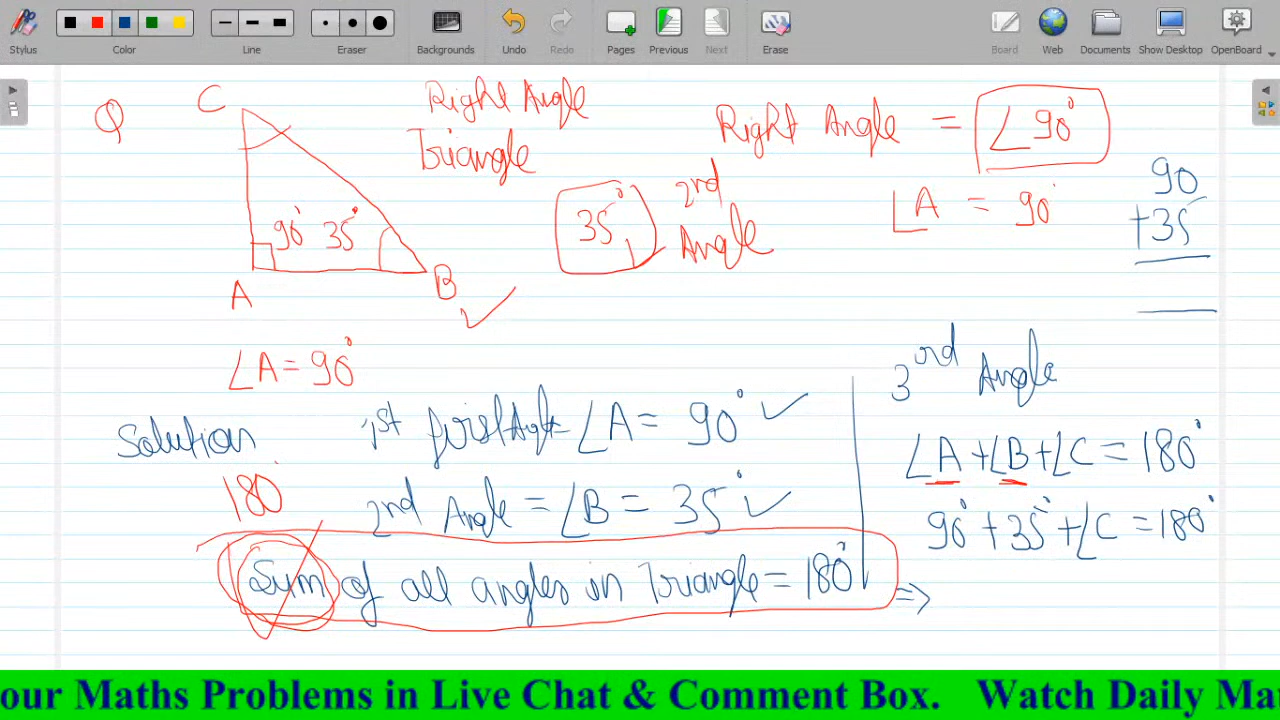 Stylus
Color
Line
Eraser
Backgrounds
Undo
Redo
Pages
Previous
Next
Erase
Board
Web
Documents
Show Desktop
OpenBoard
Q
C
90° 35°
A
B
∠A = 90°
Right Angle
Triangle
35°
2nd
Angle
Right Angle = ∠90°
∠A = 90°
90
+35
Solution
1st first Angle = ∠A = 90° ✓
180°
2nd Angle = ∠B = 35° ✓
Sum of all angles in Triangle = 180°
3rd Angle
∠A + ∠B + ∠C = 180°
90° + 35° + ∠C = 180°
⇒
our Maths Problems in Live Chat & Comment Box. Watch Daily Ma